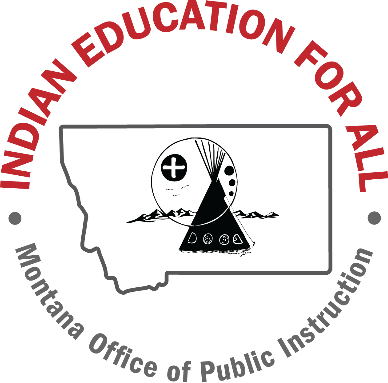 INDIAN EDUCATION FOR ALL
Montana Office of Public Instruction